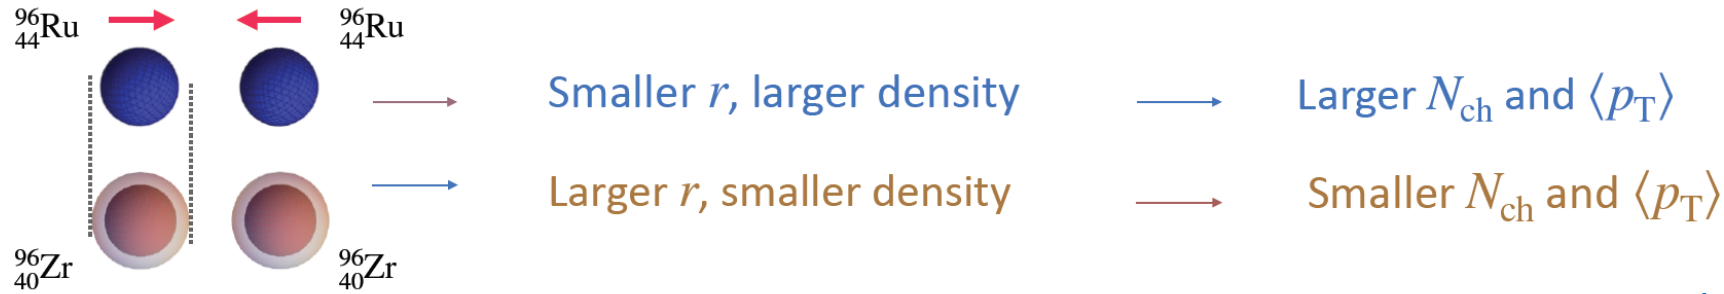 ⁹⁶₄₄Ru ⁹⁶₄₄Ru
Smaller r, larger density Larger N_ch and ⟨p_T⟩
Larger r, smaller density Smaller N_ch and ⟨p_T⟩
⁹⁶₄₀Zr ⁹⁶₄₀Zr